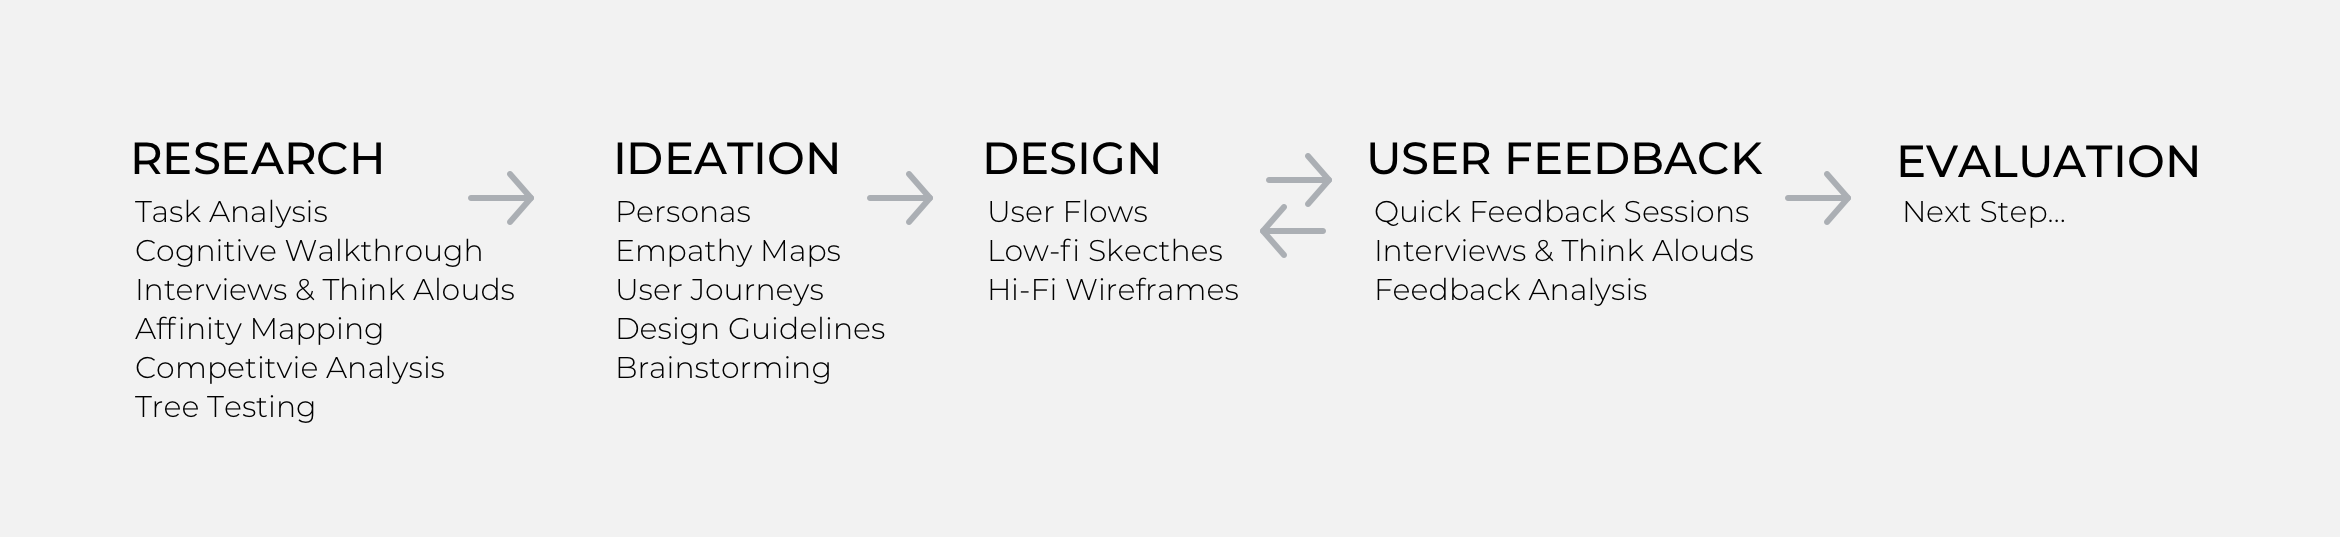 RESEARCH
Task Analysis
Cognitive Walkthrough
Interviews & Think Alouds
Affinity Mapping
Competitvie Analysis
Tree Testing
IDEATION
Personas
Empathy Maps
User Journeys
Design Guidelines
Brainstorming
DESIGN
User Flows
Low-fi Skecthes
Hi-Fi Wireframes
USER FEEDBACK
Quick Feedback Sessions
Interviews & Think Alouds
Feedback Analysis
EVALUATION
Next Step...